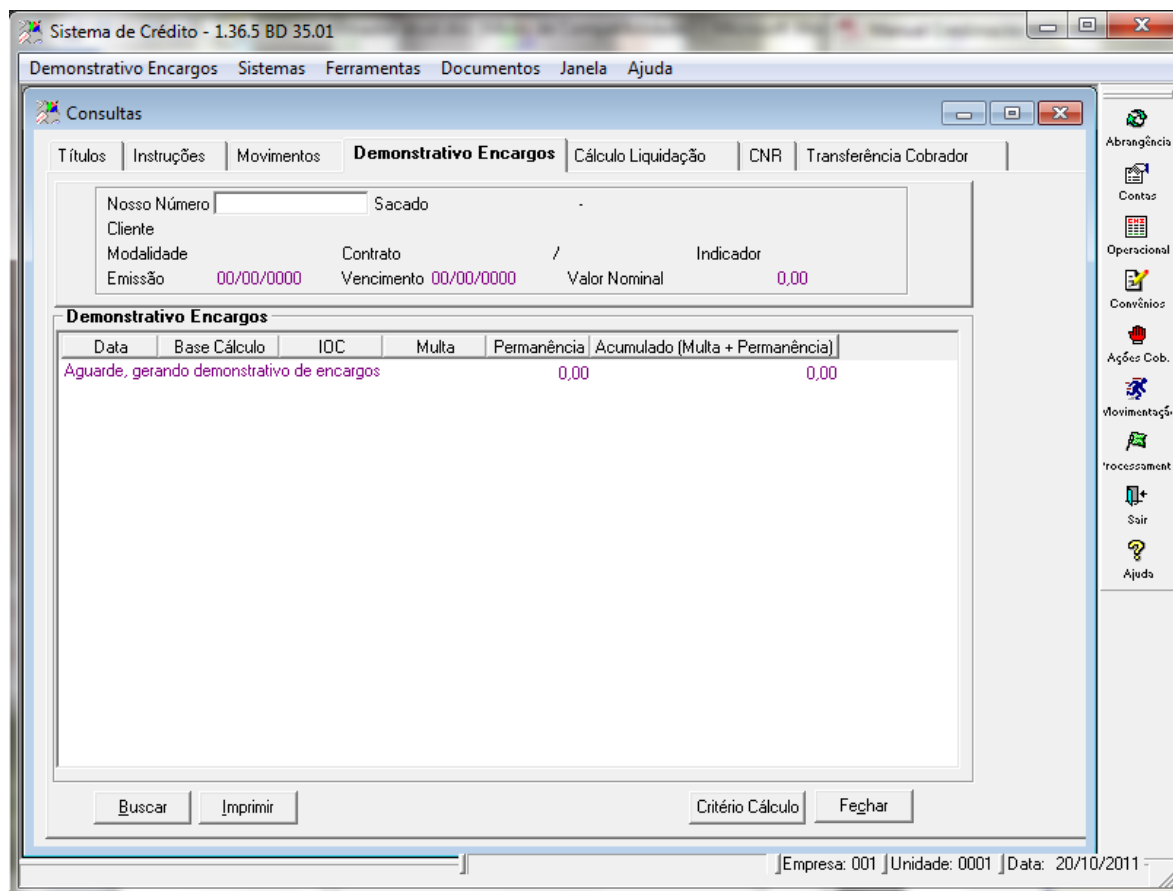 Sistema de Crédito - 1.36.5 BD 35.01
Demonstrativo Encargos Sistemas Ferramentas Documentos Janela Ajuda
Consultas
Títulos Instruções Movimentos Demonstrativo Encargos Cálculo Liquidação CNR Transferência Cobrador
Nosso Número Sacado -
Cliente
Modalidade Contrato / Indicador
Emissão 00/00/0000 Vencimento 00/00/0000 Valor Nominal 0,00
Demonstrativo Encargos
Data Base Cálculo IOC Multa Permanência Acumulado (Multa + Permanência)
Aguarde, gerando demonstrativo de encargos 0,00 0,00
Buscar Imprimir Critério Cálculo Fechar
Abrangência
Contas
Operacional
Convênios
Ações Cob.
Movimentaçã
rocessament
Sair
Ajuda
Empresa: 001 Unidade: 0001 Data: 20/10/2011